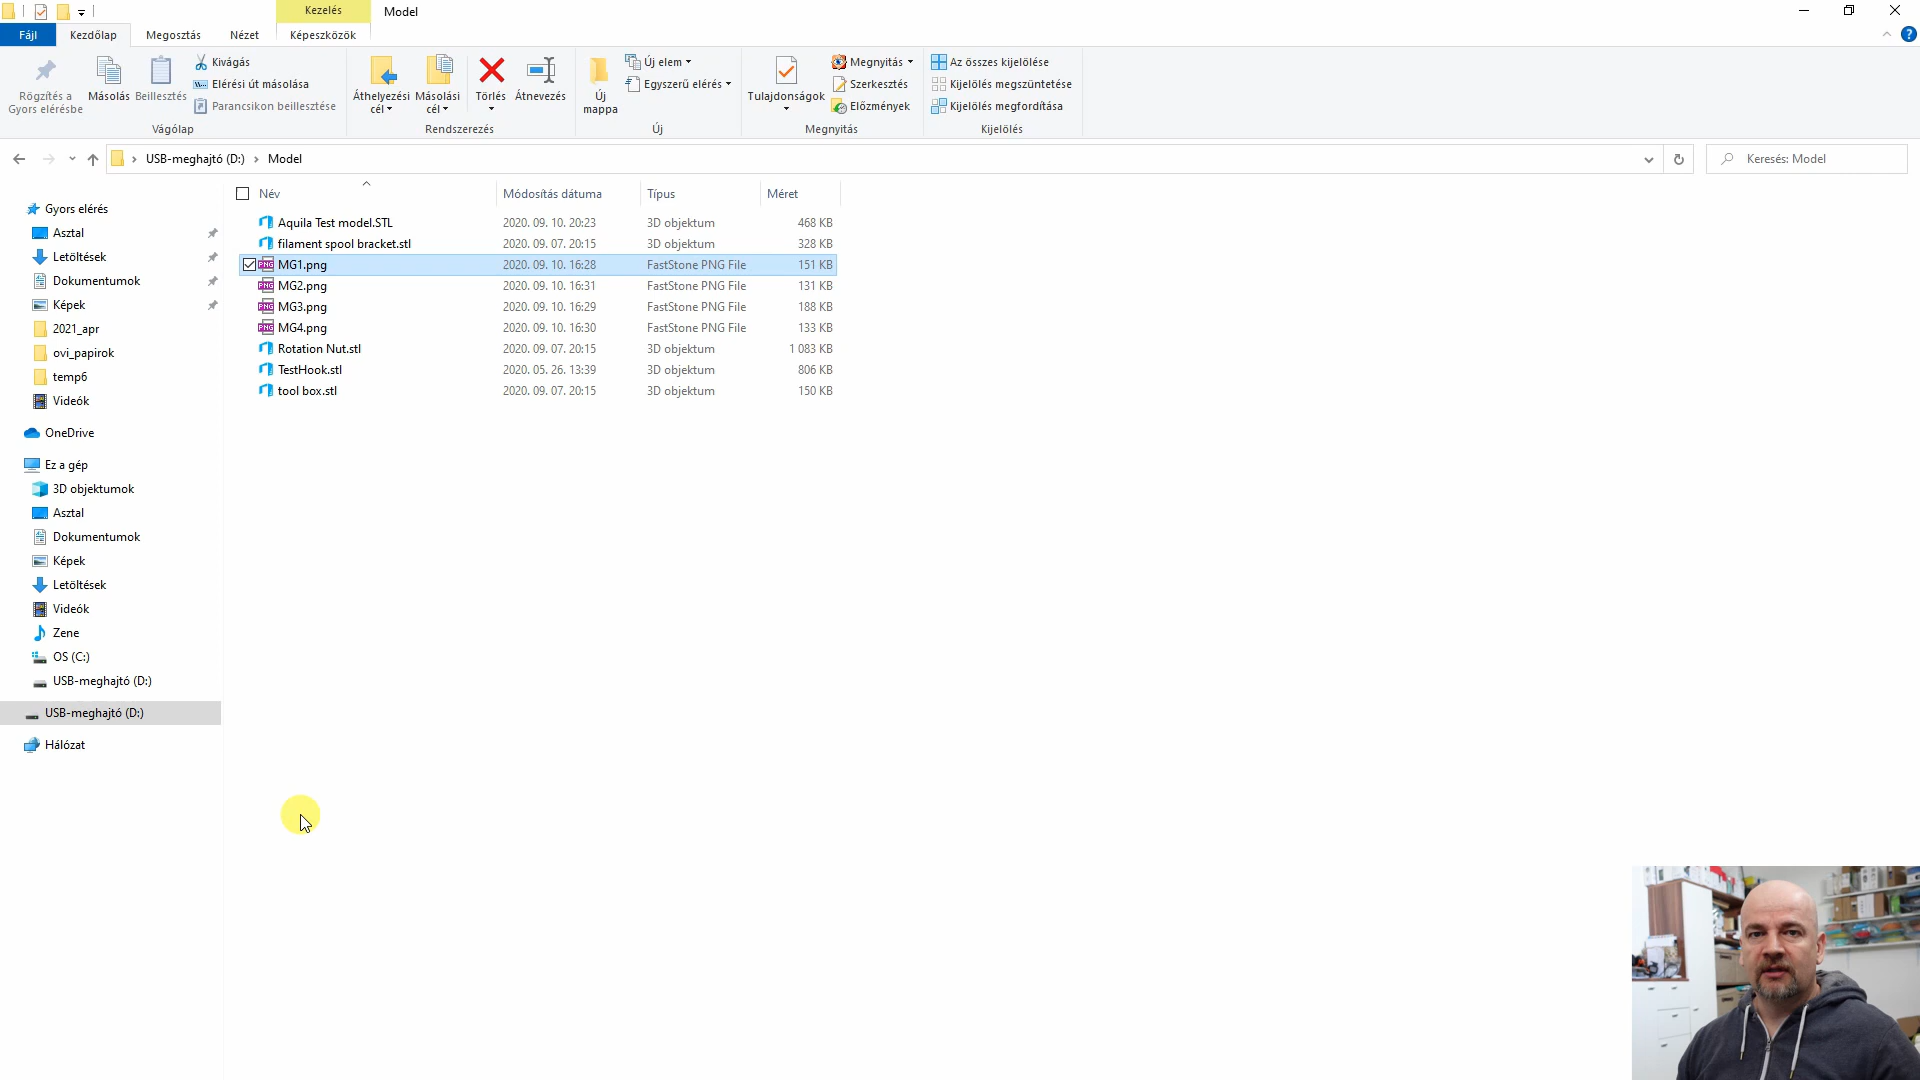 Kezelés
Model
Fájl
Kezdőlap
Megosztás
Nézet
Képeszközök
Rögzítés a Gyors elérésbe
Másolás
Beillesztés
Kivágás
Elérési út másolása
Parancsikon beillesztése
Vágólap
Áthelyezési cél
Másolási cél
Törlés
Átnevezés
Rendszerezés
Új mappa
Új elem
Egyszerű elérés
Új
Tulajdonságok
Megnyitás
Szerkesztés
Előzmények
Megnyitás
Az összes kijelölése
Kijelölés megszüntetése
Kijelölés megfordítása
Kijelölés
USB-meghajtó (D:) › Model
Keresés: Model
Név Módosítás dátuma Típus Méret
Aquila Test model.STL 2020. 09. 10. 20:23 3D objektum 468 KB
filament spool bracket.stl 2020. 09. 07. 20:15 3D objektum 328 KB
MG1.png 2020. 09. 10. 16:28 FastStone PNG File 151 KB
MG2.png 2020. 09. 10. 16:31 FastStone PNG File 131 KB
MG3.png 2020. 09. 10. 16:29 FastStone PNG File 188 KB
MG4.png 2020. 09. 10. 16:30 FastStone PNG File 133 KB
Rotation Nut.stl 2020. 09. 07. 20:15 3D objektum 1 083 KB
TestHook.stl 2020. 05. 26. 13:39 3D objektum 806 KB
tool box.stl 2020. 09. 07. 20:15 3D objektum 150 KB
Gyors elérés
Asztal
Letöltések
Dokumentumok
Képek
2021_apr
ovi_papirok
temp6
Videók
OneDrive
Ez a gép
3D objektumok
Asztal
Dokumentumok
Képek
Letöltések
Videók
Zene
OS (C:)
USB-meghajtó (D:)
USB-meghajtó (D:)
Hálózat